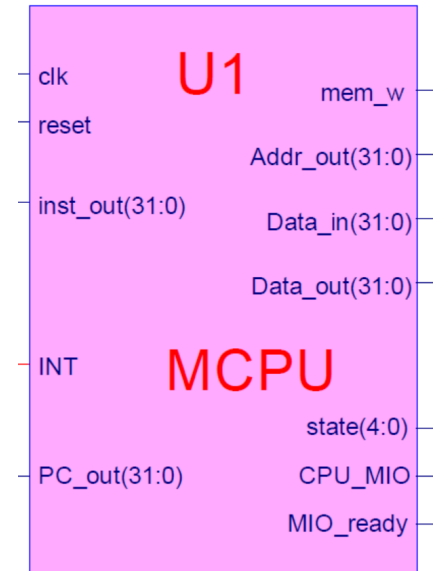 U1
clk
mem_w
reset
Addr_out(31:0)
inst_out(31:0)
Data_in(31:0)
Data_out(31:0)
INT
MCPU
state(4:0)
PC_out(31:0)
CPU_MIO
MIO_ready